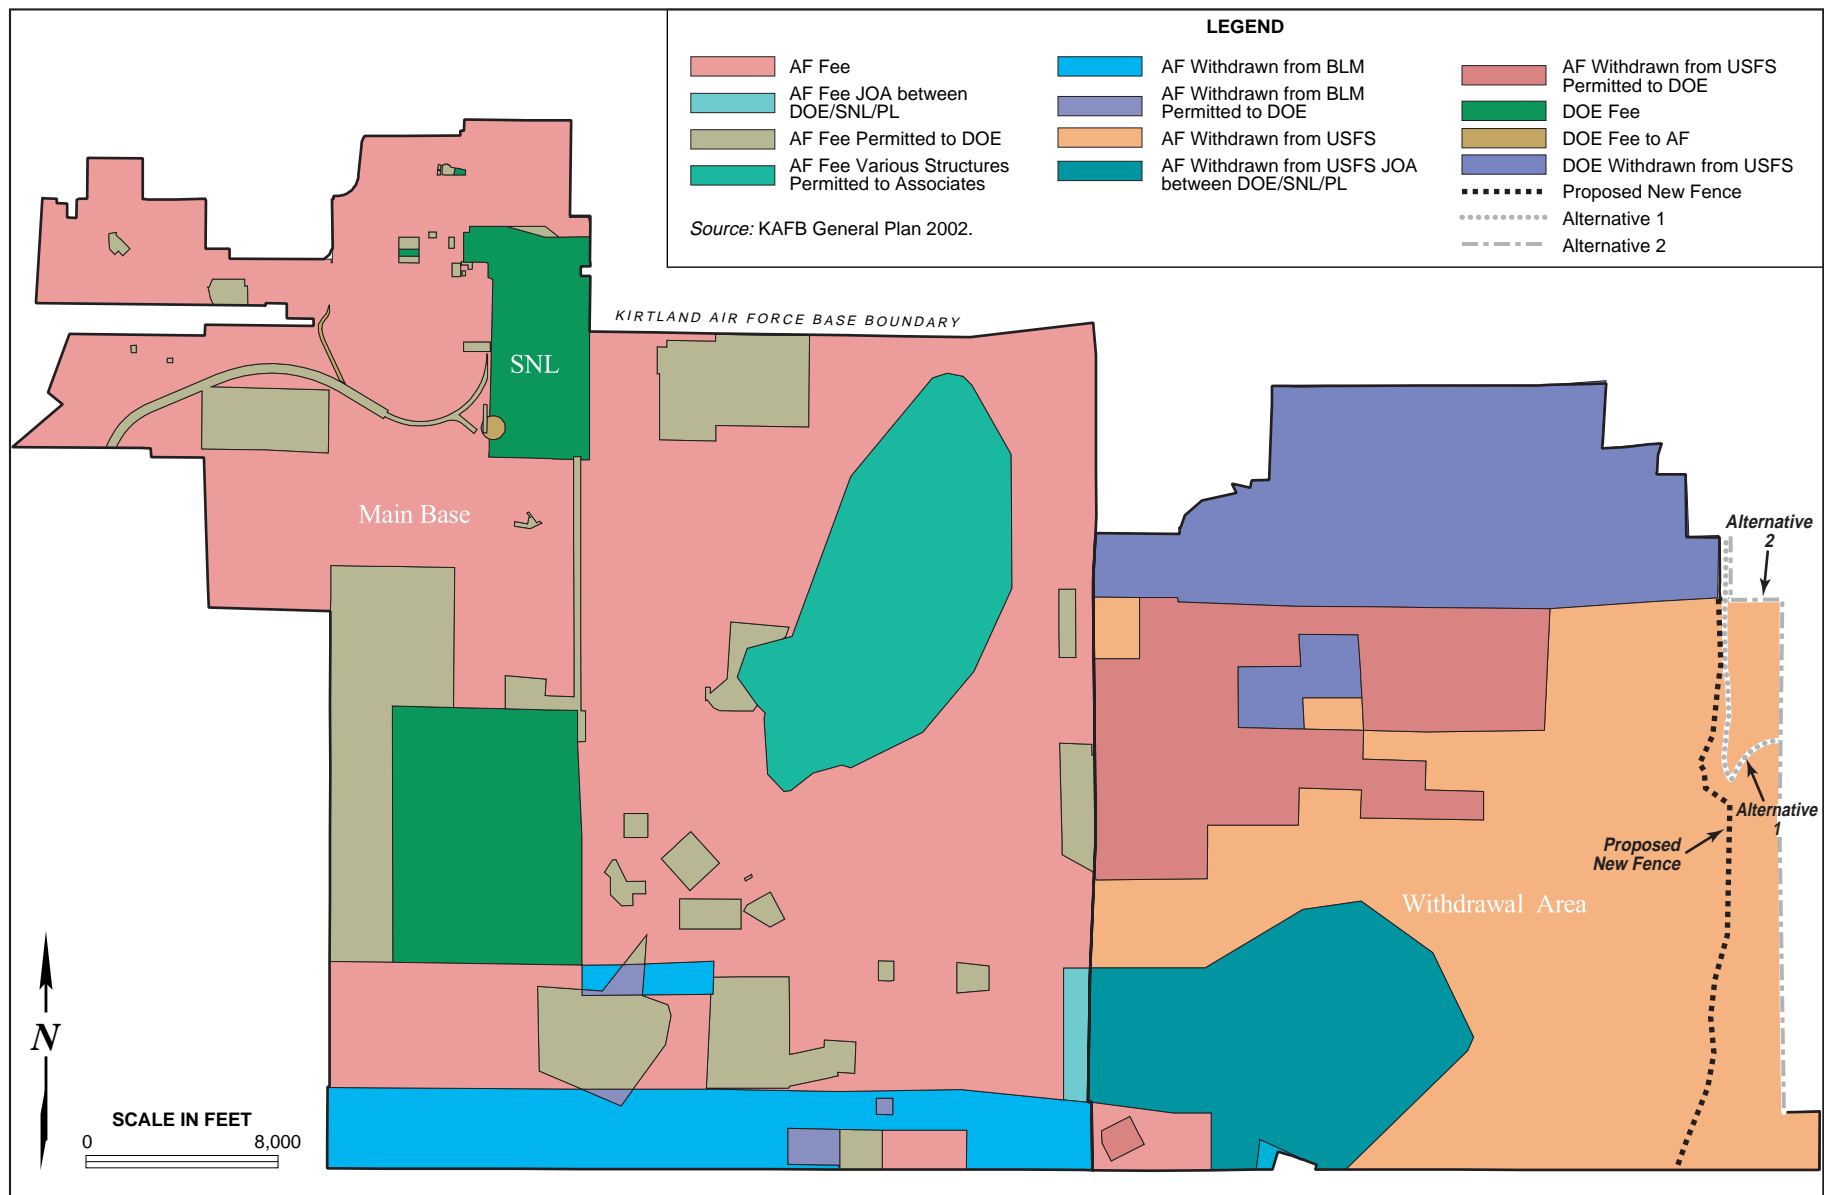 LEGEND
AF Fee
AF Fee JOA between
DOE/SNL/PL
AF Fee Permitted to DOE
AF Fee Various Structures
Permitted to Associates
AF Withdrawn from BLM
AF Withdrawn from BLM
Permitted to DOE
AF Withdrawn from USFS
AF Withdrawn from USFS JOA
between DOE/SNL/PL
AF Withdrawn from USFS
Permitted to DOE
DOE Fee
DOE Fee to AF
DOE Withdrawn from USFS
Proposed New Fence
Alternative 1
Alternative 2
Source: KAFB General Plan 2002.
KIRTLAND AIR FORCE BASE BOUNDARY
SNL
Main Base
Alternative
2
Alternative
1
Proposed
New Fence
Withdrawal Area
N
SCALE IN FEET
0 8,000